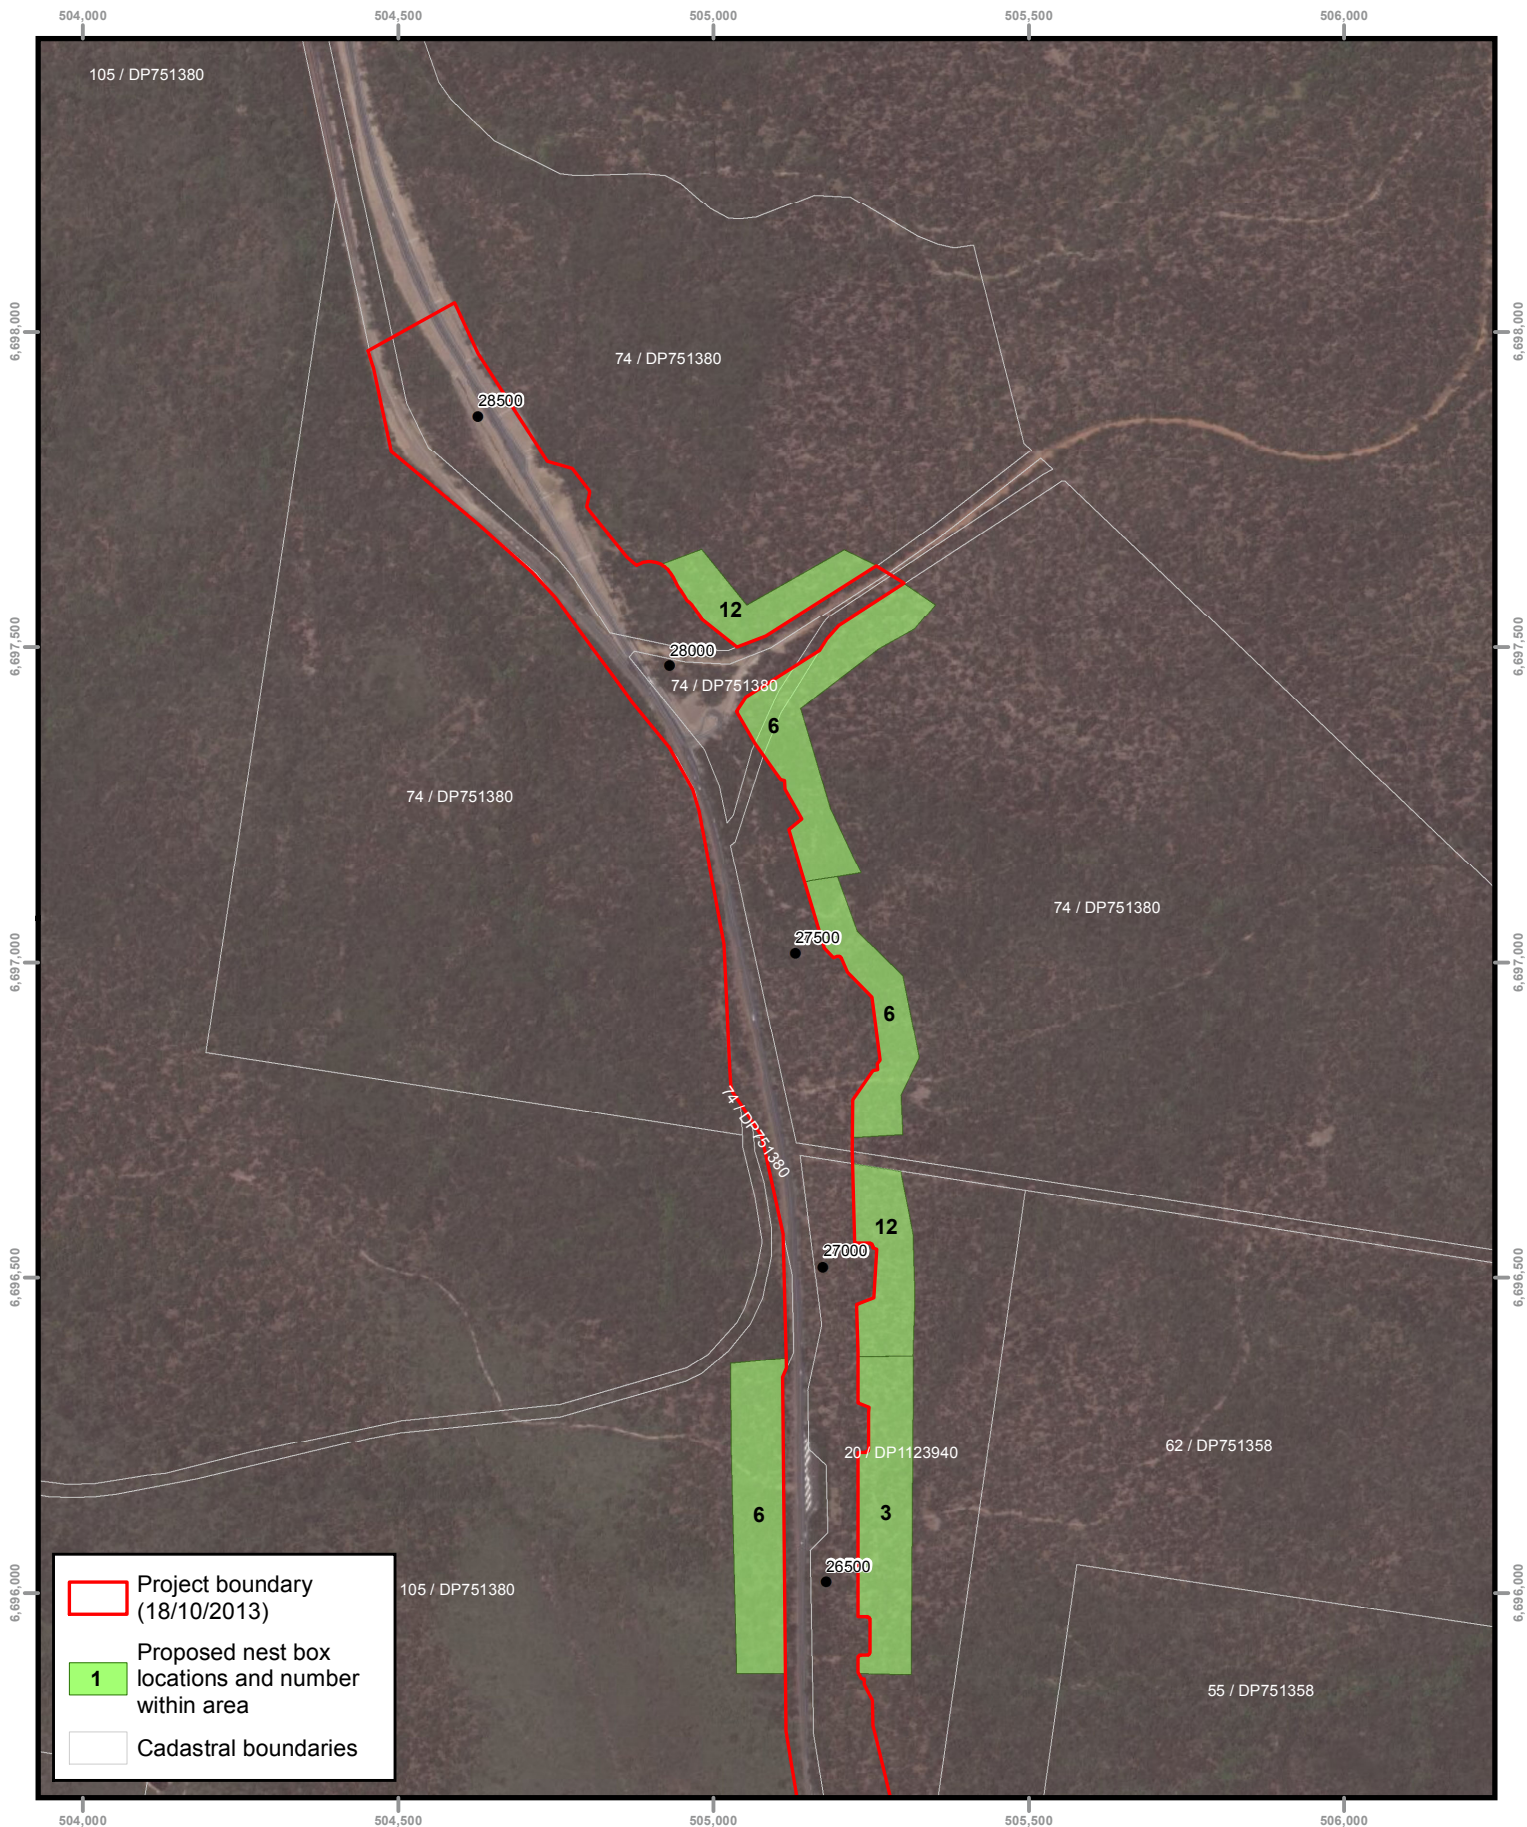 504,000
504,500
505,000
505,500
506,000
105 / DP751380
6,698,000
6,698,000
74 / DP751380
28500
12
6,697,500
28000
6,697,500
74 / DP751380
6
74 / DP751380
74 / DP751380
27500
6,697,000
6,697,000
6
74 / DP751380
12
27000
6,696,500
6,696,500
62 / DP751358
20 / DP1123940
6
3
26500
6,696,000
6,696,000
105 / DP751380
55 / DP751358
Project boundary
(18/10/2013)
1
Proposed nest box
locations and number
within area
Cadastral boundaries
504,000
504,500
505,000
505,500
506,000